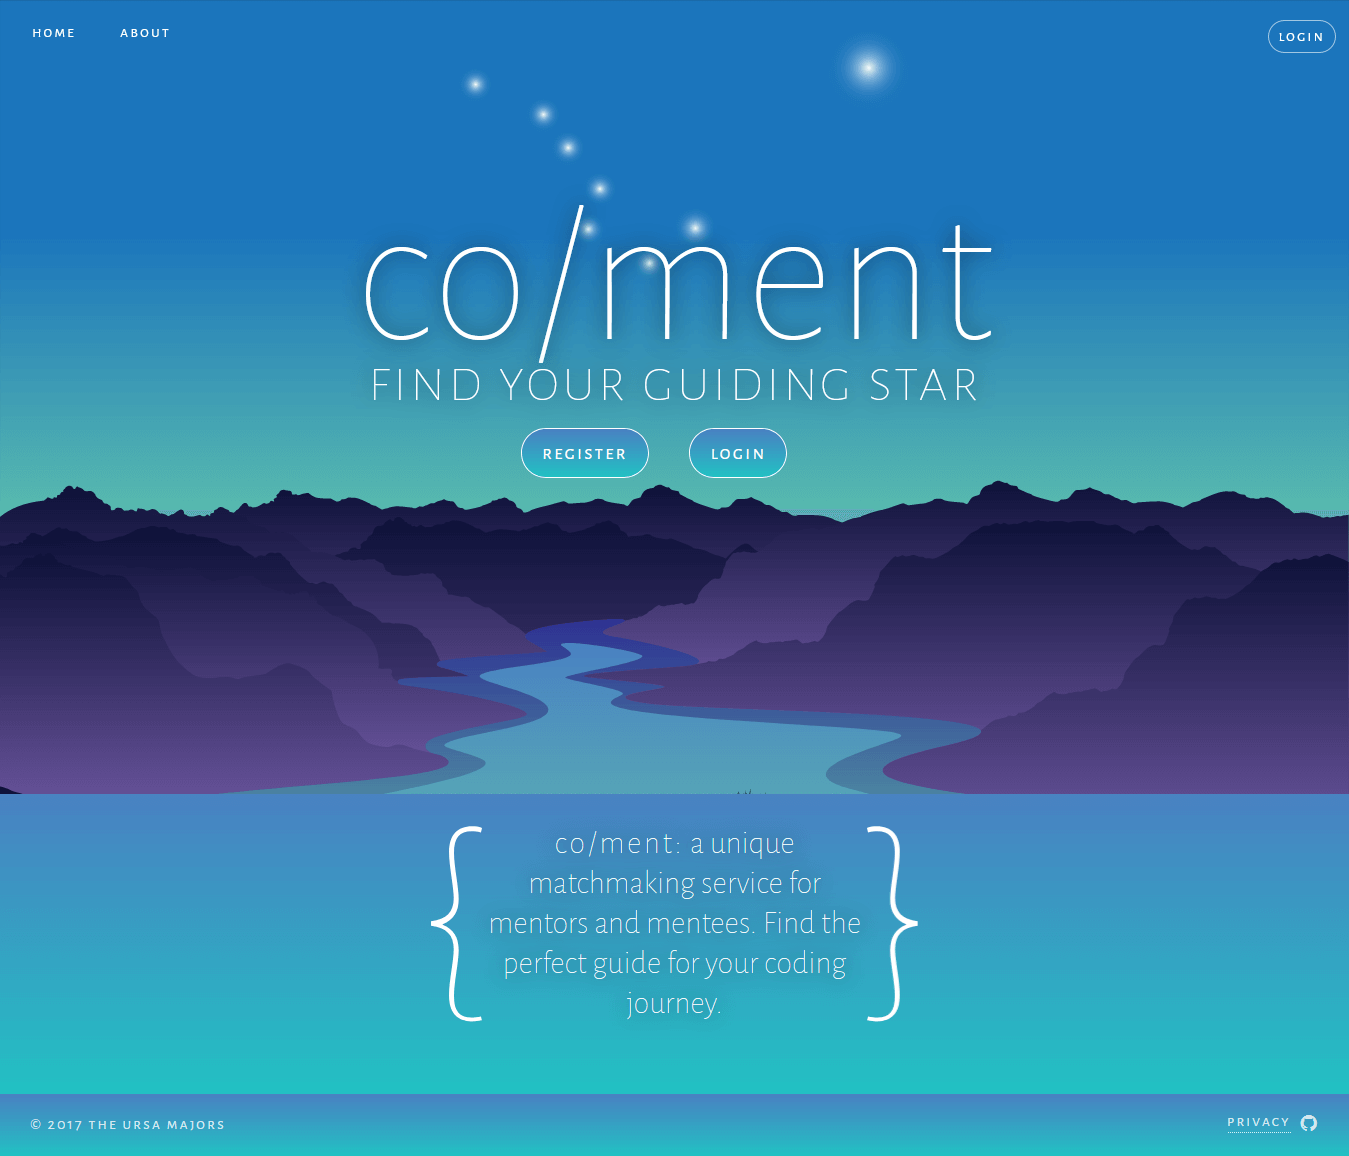 HOME ABOUT LOGIN
co/ment
FIND YOUR GUIDING STAR
REGISTER LOGIN
co/ment: a unique
matchmaking service for
mentors and mentees. Find the
perfect guide for your coding
journey.
© 2017 THE URSA MAJORS PRIVACY